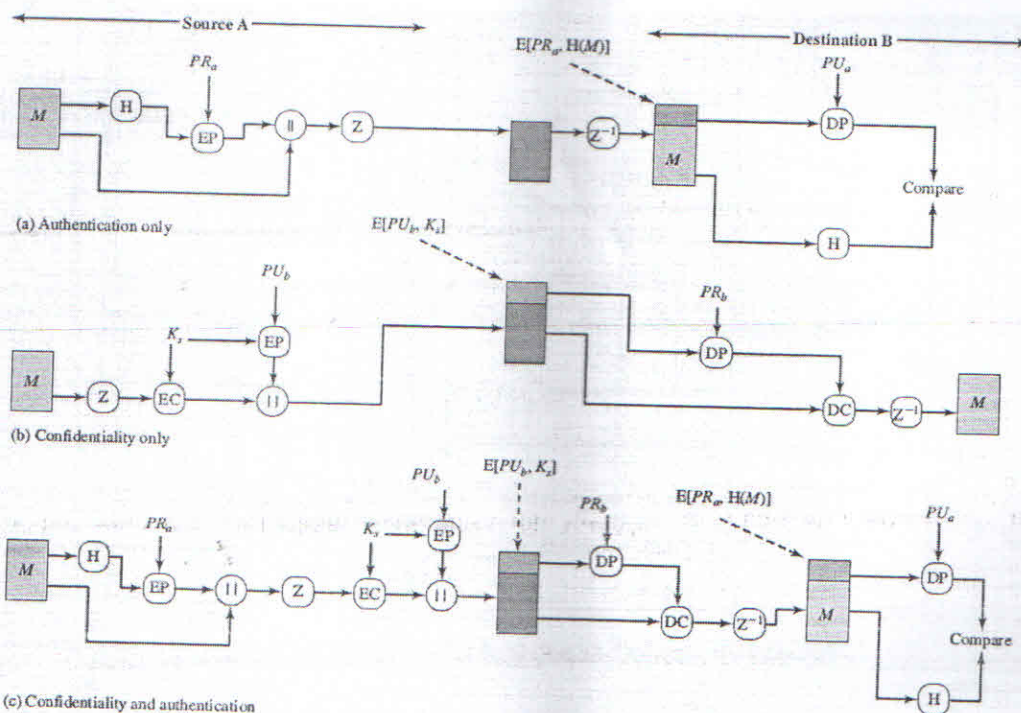 Source A
Destination B
E[PRa, H(M)]
PRa
PUa
M
H
EP
||
Z
Z⁻¹
M
DP
Compare
H
(a) Authentication only
E[PUb, Ks]
PUb
PRb
Ks
EP
DP
M
Z
EC
||
DC
Z⁻¹
M
(b) Confidentiality only
PUb
E[PUb, Ks]
PRb
E[PRa, H(M)]
PRa
Ks
PUa
M
H
EP
EP
||
Z
EC
||
DP
DC
Z⁻¹
M
DP
Compare
H
(c) Confidentiality and authentication